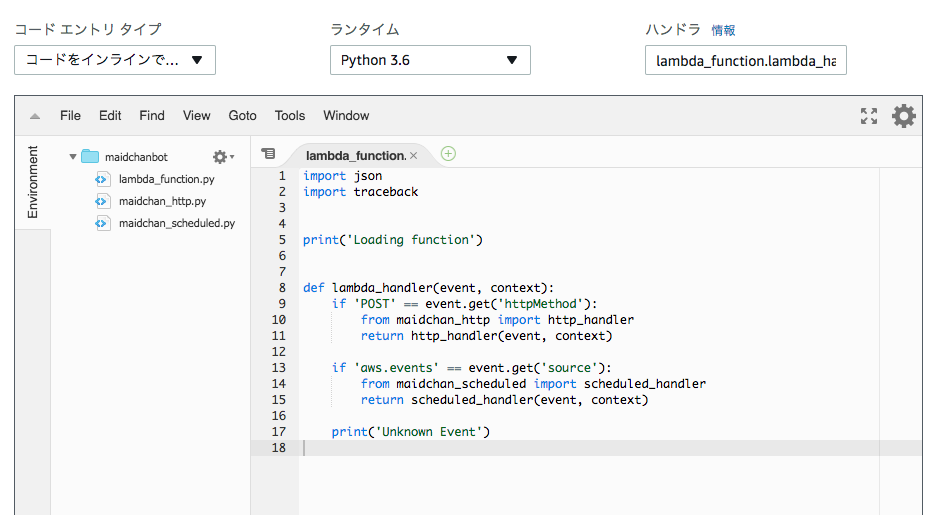 コード エントリ タイプ
ランタイム
ハンドラ 情報
コードをインラインで...
Python 3.6
lambda_function.lambda_ha
File Edit Find View Goto Tools Window
Environment
maidchanbot
lambda_function.py
maidchan_http.py
maidchan_scheduled.py
lambda_function.
1 import json
2 import traceback
3
4
5 print('Loading function')
6
7
8 def lambda_handler(event, context):
9 if 'POST' == event.get('httpMethod'):
10 from maidchan_http import http_handler
11 return http_handler(event, context)
12
13 if 'aws.events' == event.get('source'):
14 from maidchan_scheduled import scheduled_handler
15 return scheduled_handler(event, context)
16
17 print('Unknown Event')
18